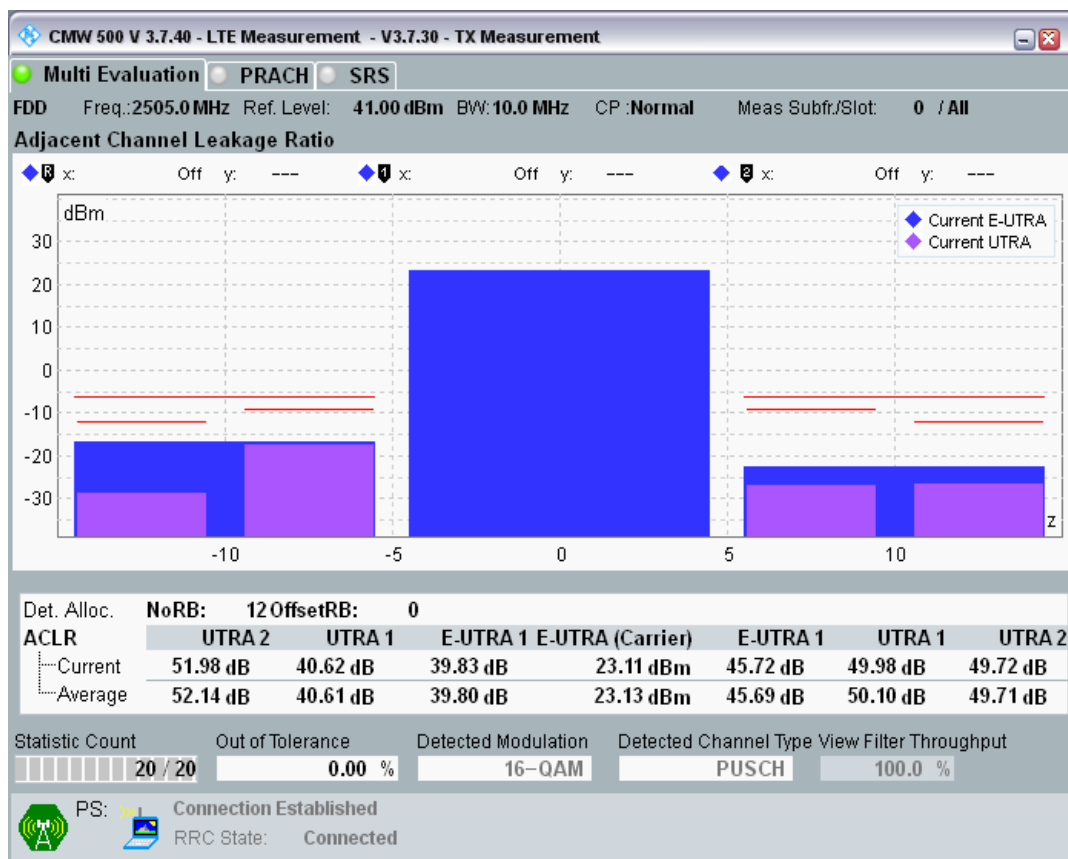 CMW 500 V 3.7.40 - LTE Measurement - V3.7.30 - TX Measurement
Multi Evaluation PRACH SRS
FDD Freq.:2505.0 MHz Ref. Level: 41.00 dBm BW: 10.0 MHz CP :Normal Meas Subfr./Slot: 0 / All
Adjacent Channel Leakage Ratio
R x: Off y: --- 1 x: Off y: --- 2 x: Off y: ---
dBm
Current E-UTRA
Current UTRA
30
20
10
0
-10
-20
-30
z
-10 -5 0 5 10
Det. Alloc. NoRB: 12 OffsetRB: 0
ACLR UTRA 2 UTRA 1 E-UTRA 1 E-UTRA (Carrier) E-UTRA 1 UTRA 1 UTRA 2
Current 51.98 dB 40.62 dB 39.83 dB 23.11 dBm 45.72 dB 49.98 dB 49.72 dB
Average 52.14 dB 40.61 dB 39.80 dB 23.13 dBm 45.69 dB 50.10 dB 49.71 dB
Statistic Count Out of Tolerance Detected Modulation Detected Channel Type View Filter Throughput
20 / 20 0.00 % 16-QAM PUSCH 100.0 %
PS: Connection Established
RRC State: Connected